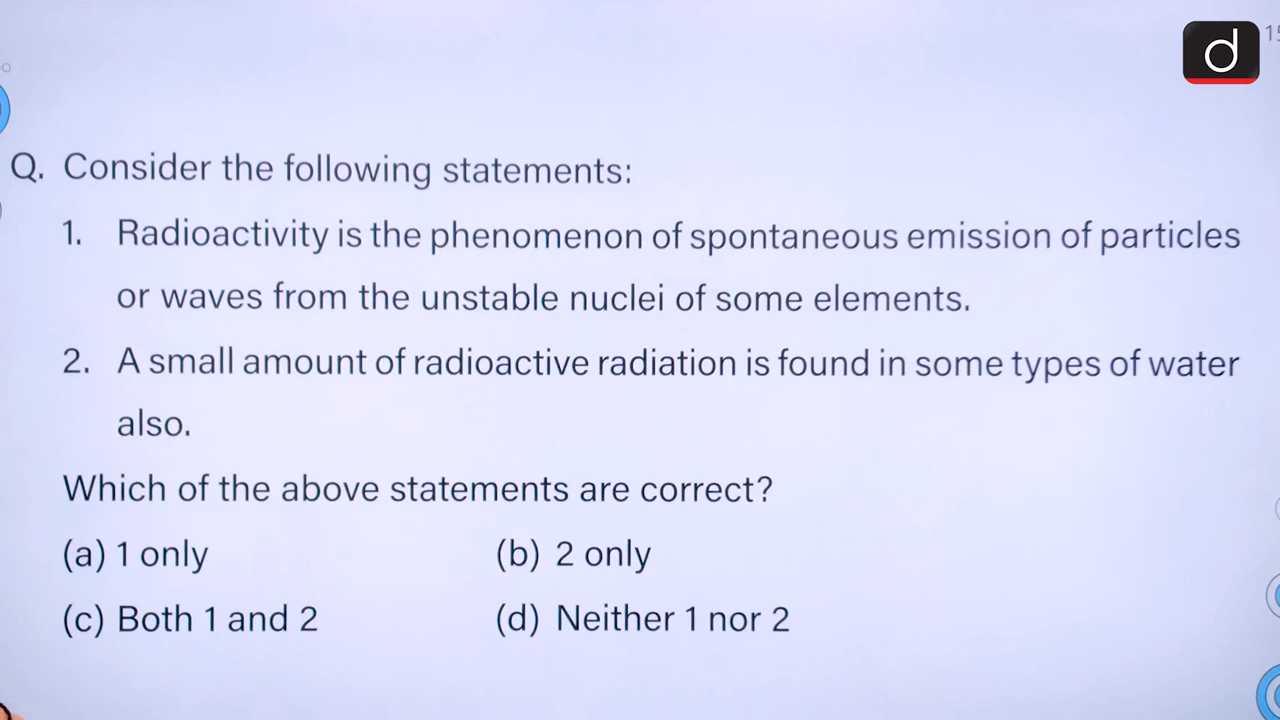 d
Q. Consider the following statements:
1. Radioactivity is the phenomenon of spontaneous emission of particles
or waves from the unstable nuclei of some elements.
2. A small amount of radioactive radiation is found in some types of water
also.
Which of the above statements are correct?
(a) 1 only (b) 2 only
(c) Both 1 and 2 (d) Neither 1 nor 2